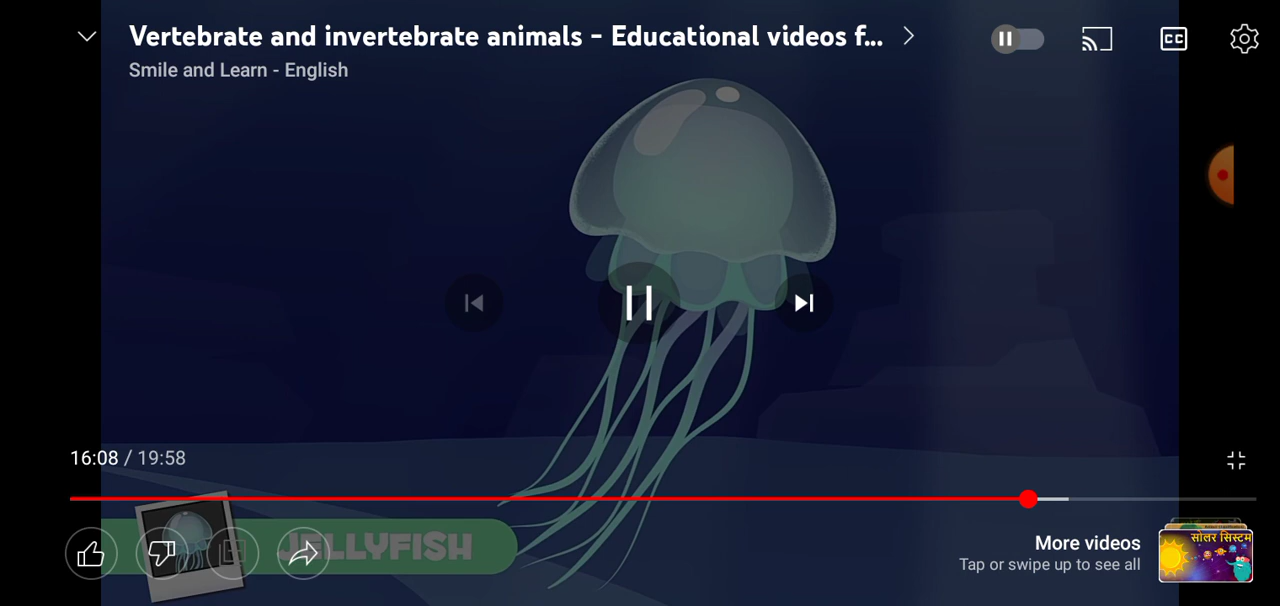 Vertebrate and invertebrate animals - Educational videos f...
Smile and Learn - English
CC
16:08 / 19:58
JELLYFISH
More videos
Tap or swipe up to see all
सोलर सिस्टम